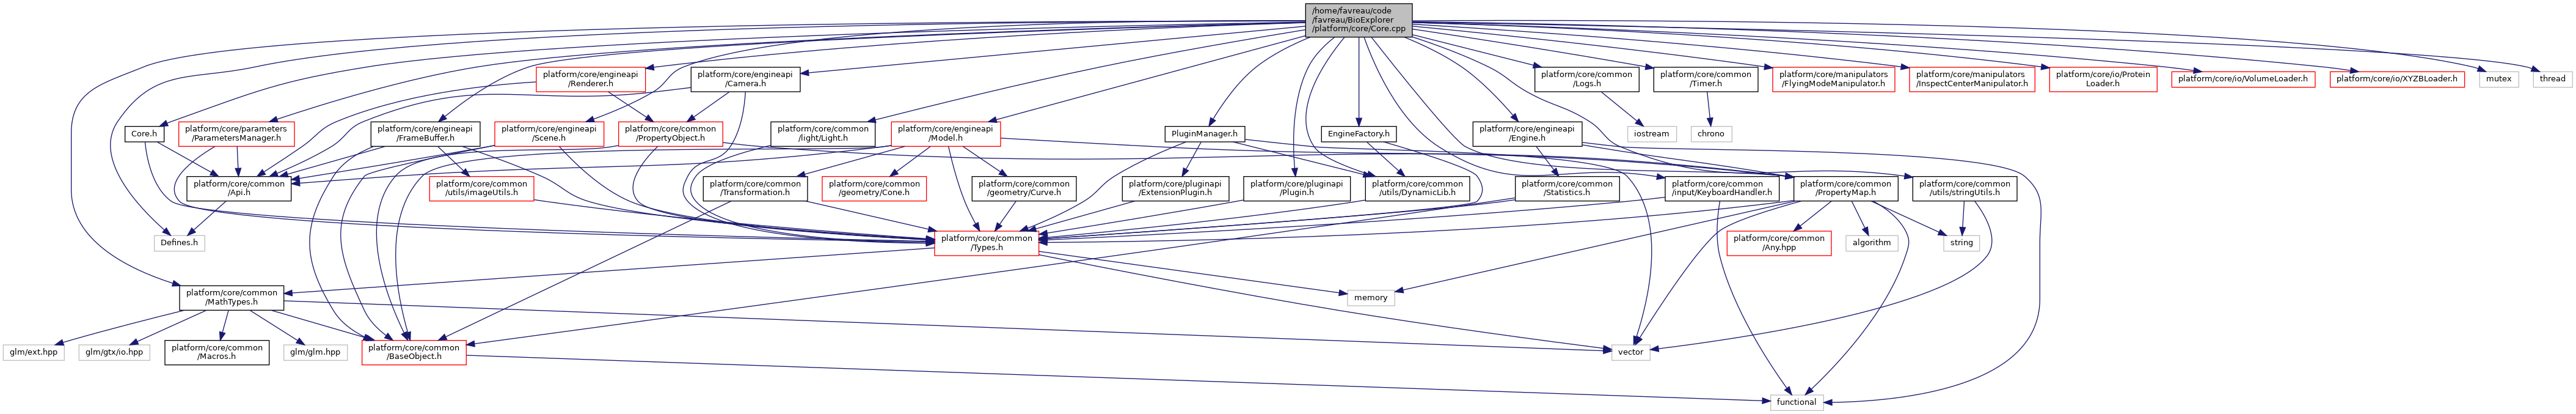 /home/favreau/code
/favreau/BioExplorer
/platform/core/Core.cpp
platform/core/engineapi
/Renderer.h
platform/core/engineapi
/Camera.h
platform/core/common
/Logs.h
platform/core/common
/Timer.h
platform/core/manipulators
/FlyingModeManipulator.h
platform/core/manipulators
/InspectCenterManipulator.h
platform/core/io/Protein
Loader.h
platform/core/io/VolumeLoader.h
platform/core/io/XYZBLoader.h
mutex
thread
Core.h
platform/core/parameters
/ParametersManager.h
platform/core/engineapi
/FrameBuffer.h
platform/core/engineapi
/Scene.h
platform/core/common
/PropertyObject.h
platform/core/common
/light/Light.h
platform/core/engineapi
/Model.h
PluginManager.h
EngineFactory.h
platform/core/engineapi
/Engine.h
iostream
chrono
platform/core/common
/Api.h
platform/core/common
/utils/imageUtils.h
platform/core/common
/Transformation.h
platform/core/common
/geometry/Cone.h
platform/core/common
/geometry/Curve.h
platform/core/pluginapi
/ExtensionPlugin.h
platform/core/pluginapi
/Plugin.h
platform/core/common
/utils/DynamicLib.h
platform/core/common
/Statistics.h
platform/core/common
/input/KeyboardHandler.h
platform/core/common
/PropertyMap.h
platform/core/common
/utils/stringUtils.h
Defines.h
platform/core/common
/Types.h
platform/core/common
/Any.hpp
algorithm
string
platform/core/common
/MathTypes.h
memory
glm/ext.hpp
glm/gtx/io.hpp
platform/core/common
/Macros.h
glm/glm.hpp
platform/core/common
/BaseObject.h
vector
functional